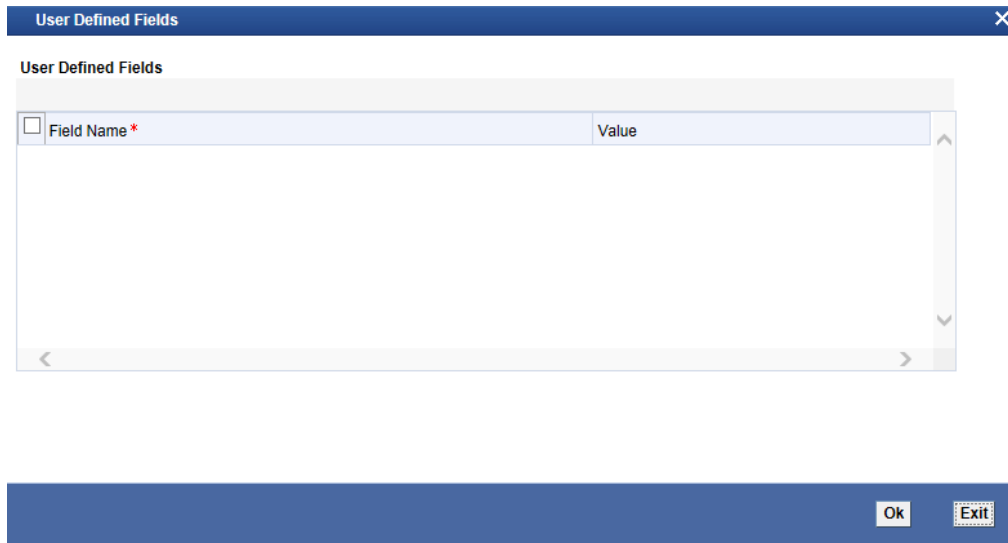 User Defined Fields
User Defined Fields
Field Name * Value
Ok Exit